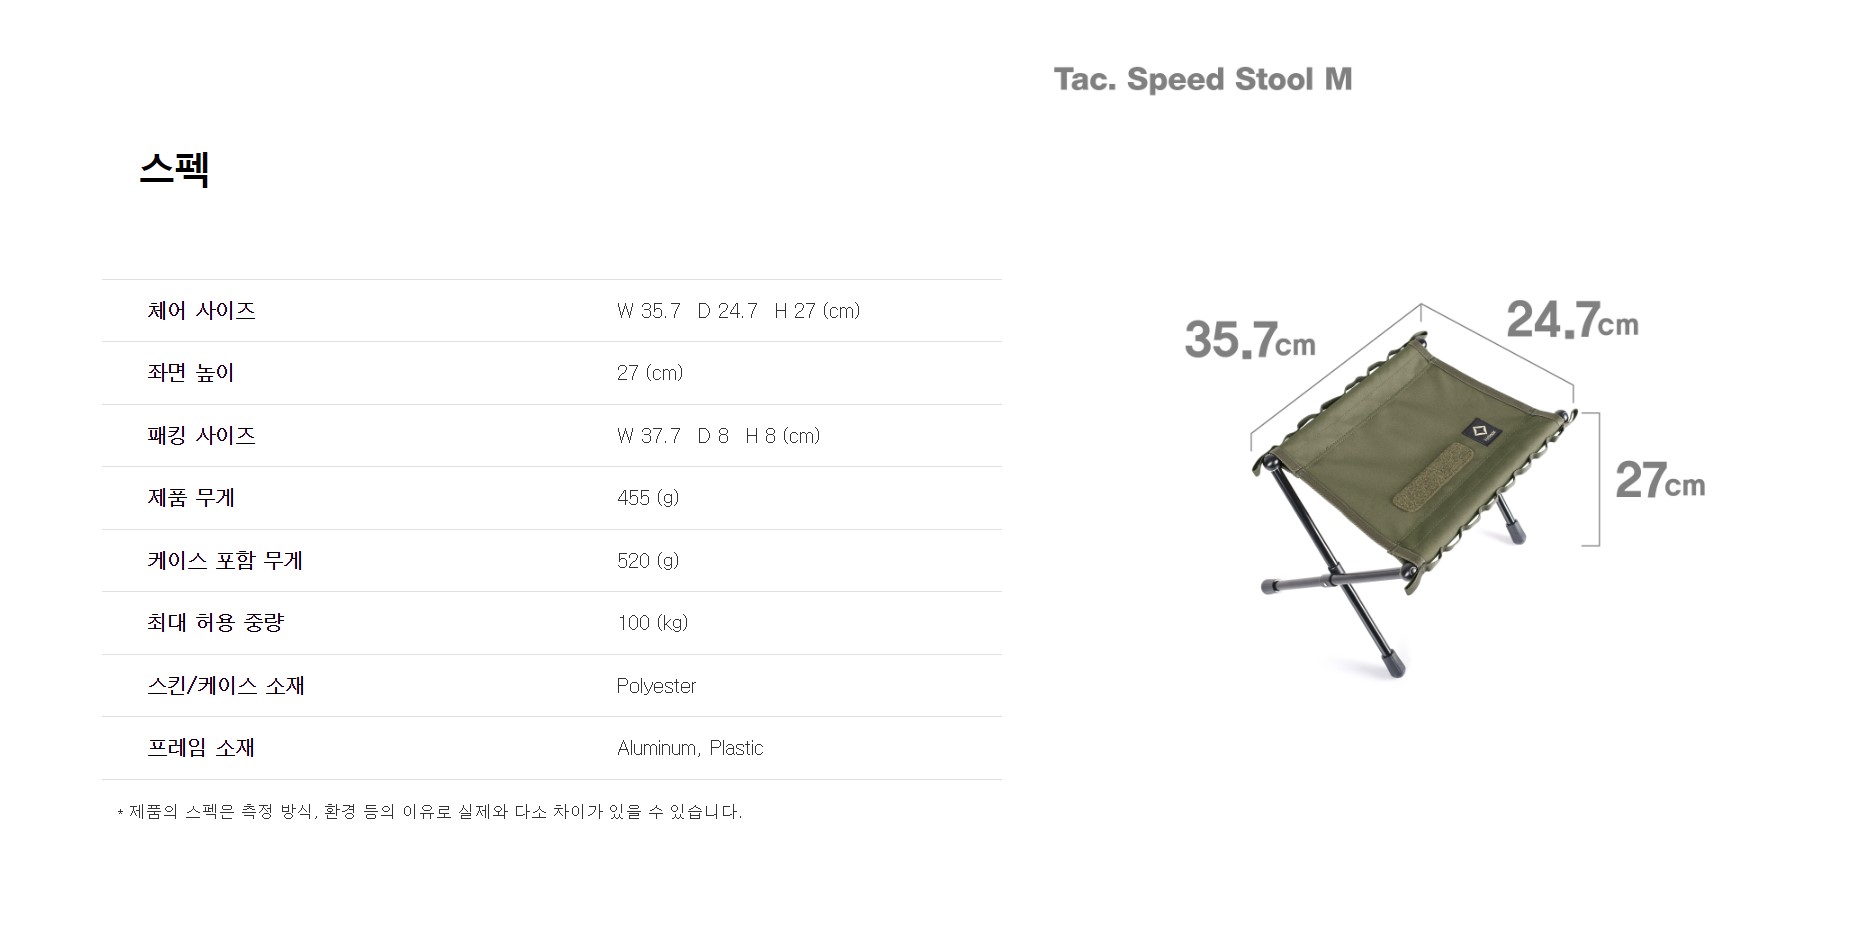 Tac. Speed Stool M
스펙
체어 사이즈 W 35.7 D 24.7 H 27 (cm)
좌면 높이 27 (cm)
패킹 사이즈 W 37.7 D 8 H 8 (cm)
제품 무게 455 (g)
케이스 포함 무게 520 (g)
최대 허용 중량 100 (kg)
스킨/케이스 소재 Polyester
프레임 소재 Aluminum, Plastic
* 제품의 스펙은 측정 방식, 환경 등의 이유로 실제와 다소 차이가 있을 수 있습니다.
35.7cm
24.7cm
27cm